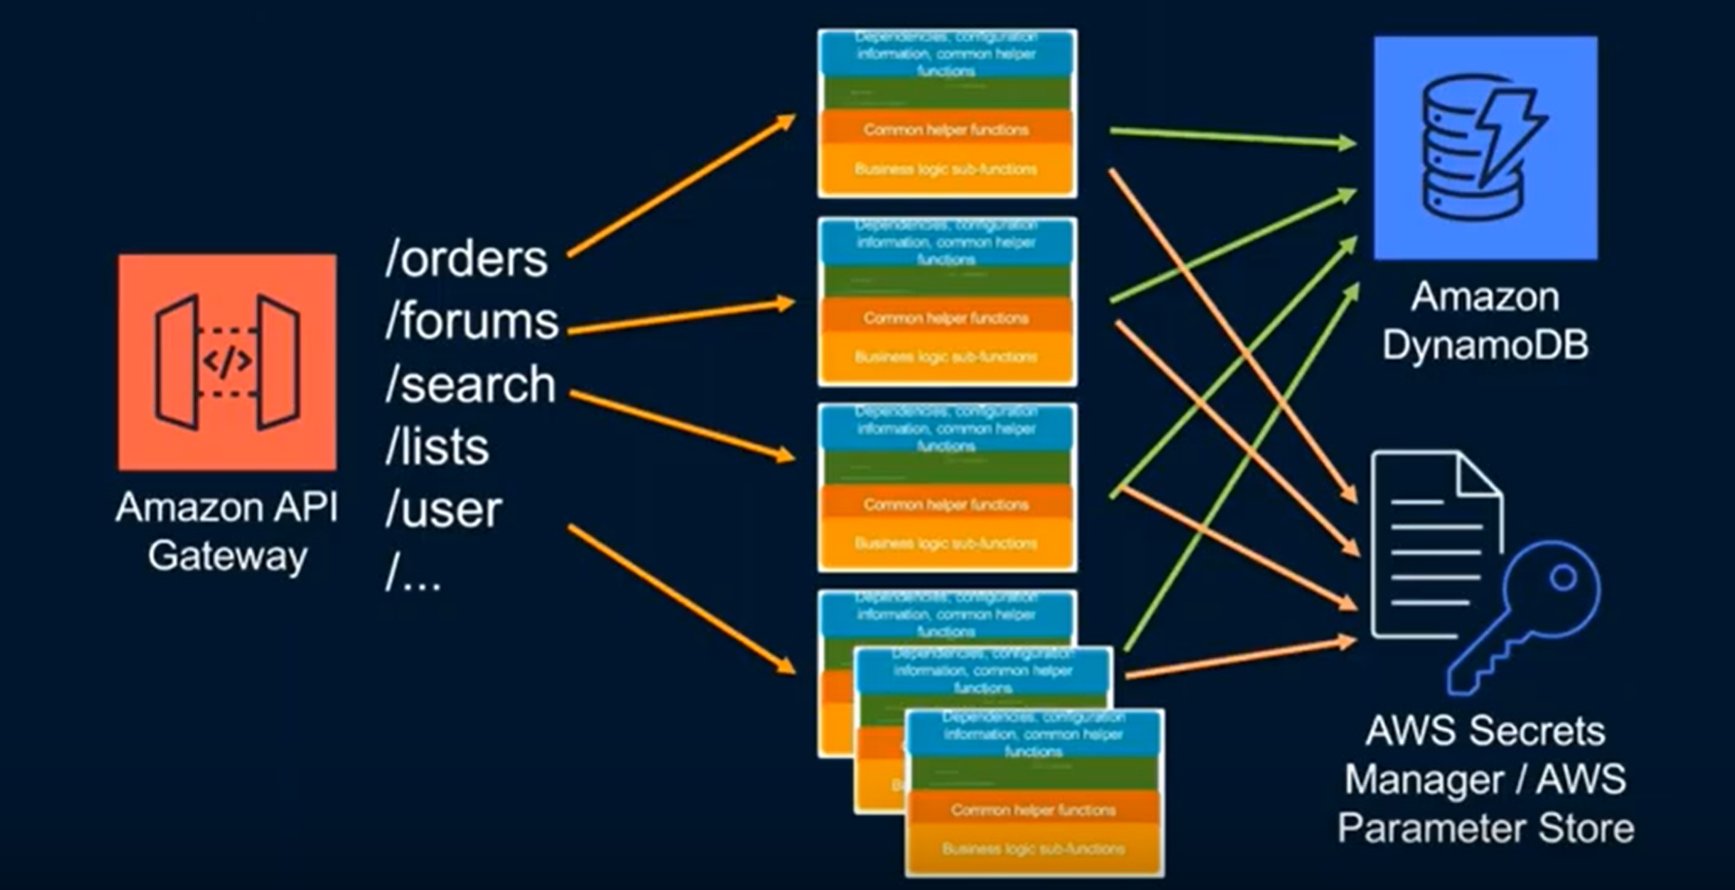 Amazon API
Gateway
/orders
/forums
/search
/lists
/user
/...
Dependencies, configuration
information, common helper
functions
Common helper functions
Business logic sub-functions
Dependencies, configuration
information, common helper
functions
Common helper functions
Business logic sub-functions
Dependencies, configuration
information, common helper
functions
Common helper functions
Business logic sub-functions
Dependencies, configuration
information, common helper
functions
Dependencies, configuration
information, common helper
functions
Dependencies, configuration
information, common helper
functions
Common helper functions
Business logic sub-functions
Amazon
DynamoDB
</>
AWS Secrets
Manager / AWS
Parameter Store